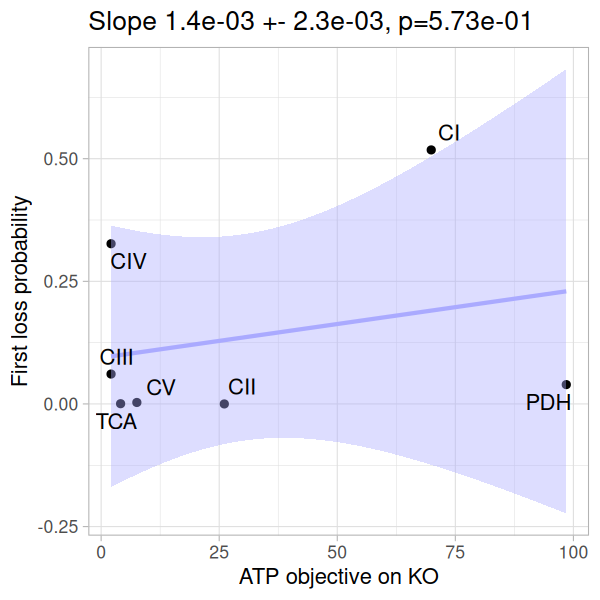 Slope 1.4e-03 +- 2.3e-03, p=5.73e-01
First loss probability
0.50
0.25
0.00
-0.25
CI
CIV
CIII
CV
CII
TCA
PDH
0
25
50
75
100
ATP objective on KO